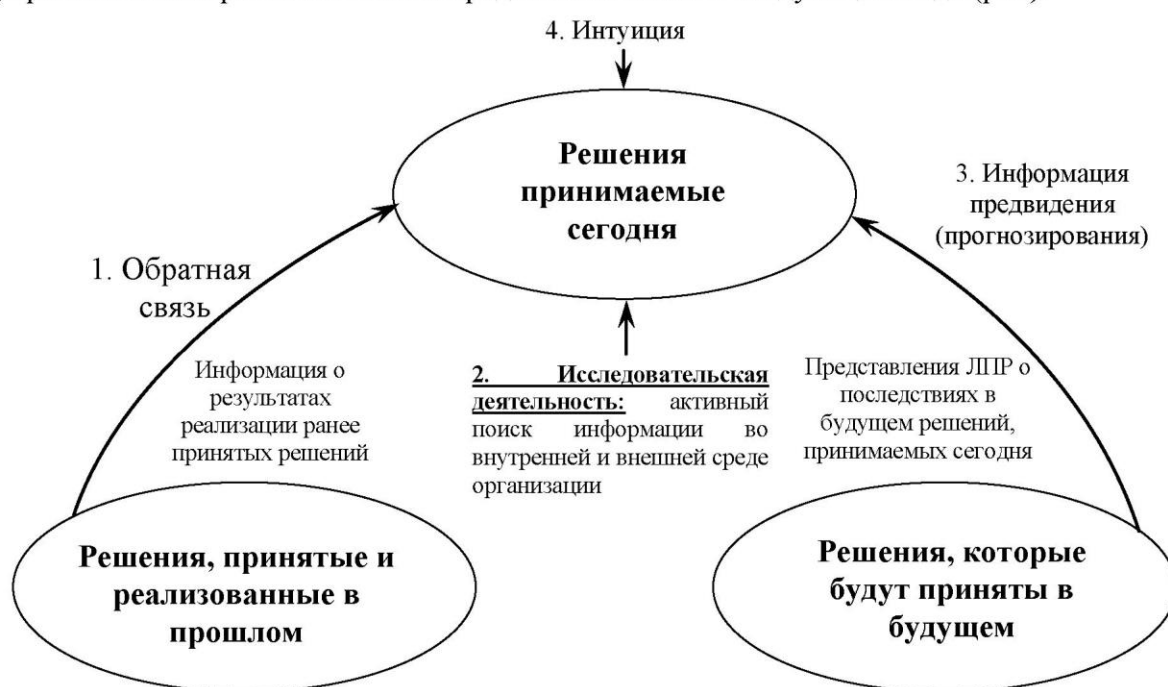 4. Интуиция
Решения
принимаемые
сегодня
3. Информация
предвидения
(прогнозирования)
1. Обратная
связь
Информация о
результатах
реализации ранее
принятых решений
2. Исследовательская
деятельность: активный
поиск информации во
внутренней и внешней среде
организации
Представления ЛПР о
последствиях в
будущем решений,
принимаемых сегодня
Решения, принятые и
реализованные в
прошлом
Решения, которые
будут приняты в
будущем